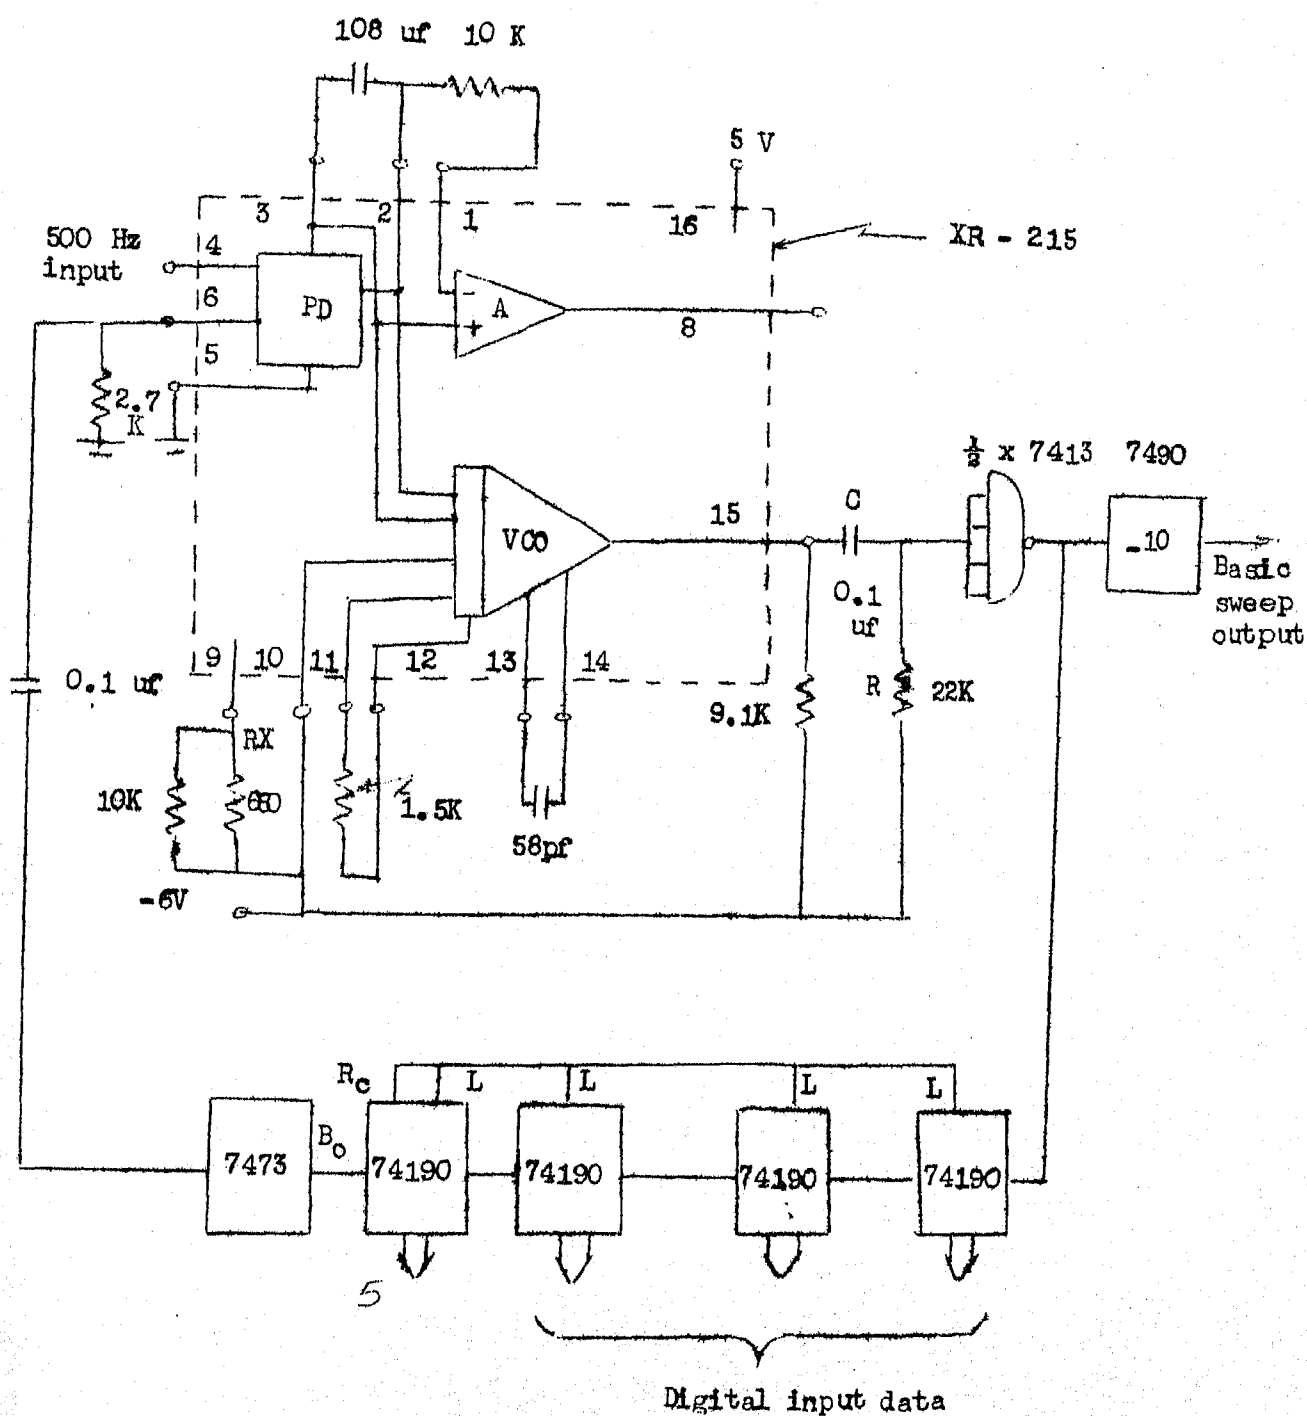 108 uf 10 K
5 V
3 2 1 16
XR - 215
500 Hz
input
4
6
5
PD
A
-
+
8
2.7
K
½ x 7413 7490
VCO
15
C
0.1
uf
-10
Basic
sweep
output
9 10 11 12 13 14
0.1 uf
R 22K
9.1K
RX
10K
1.5K
58pf
-6V
Rc L L L L
7473
Bo
74190 74190 74190 74190
5
Digital input data